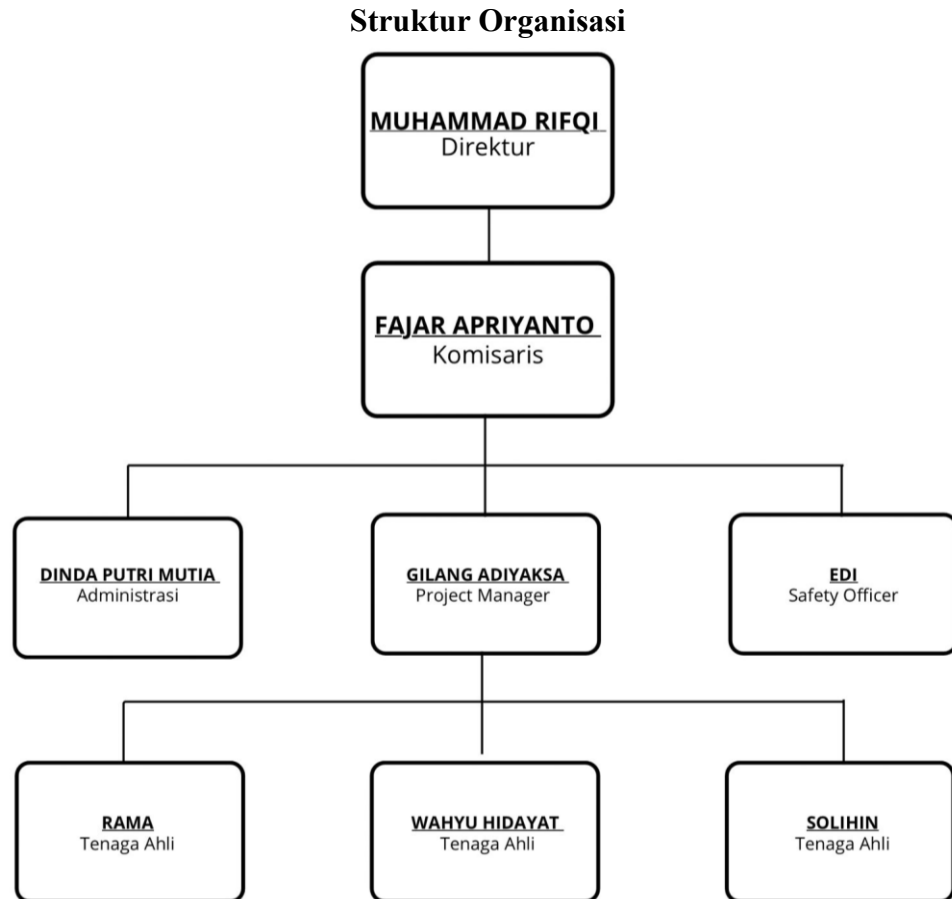 Struktur Organisasi
MUHAMMAD RIFQI
Direktur
FAJAR APRIYANTO
Komisaris
DINDA PUTRI MUTIA
Administrasi
GILANG ADIYAKSA
Project Manager
EDI
Safety Officer
RAMA
Tenaga Ahli
WAHYU HIDAYAT
Tenaga Ahli
SOLIHIN
Tenaga Ahli